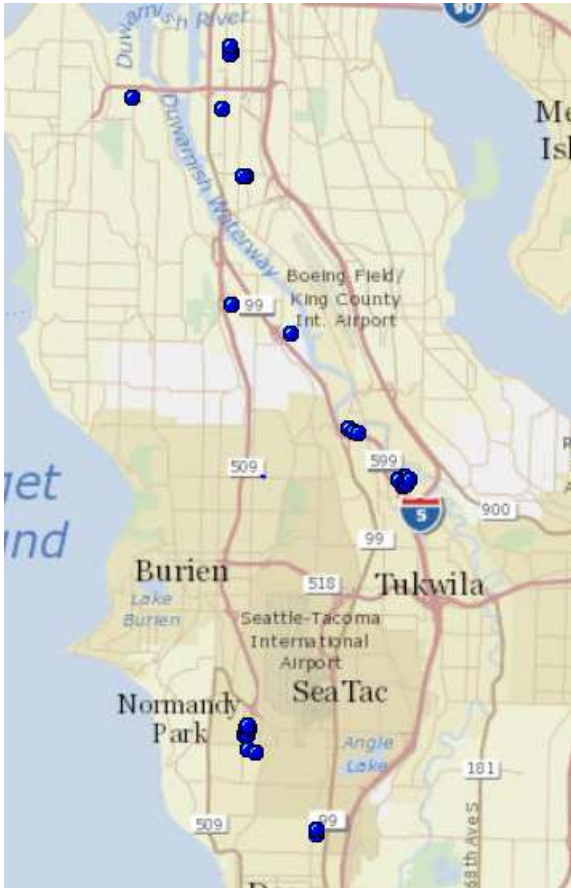 Duwamish River
Me
Isl
Duwamish Waterway
Boeing Field/
King County
Int. Airport
99
599
509
5
900
99
get
und
Burien
518
Tukwila
Lake
Burien
Seattle-Tacoma
International
Airport
SeaTac
Normandy
Park
Angle
Lake
181
509
99
68th Ave S